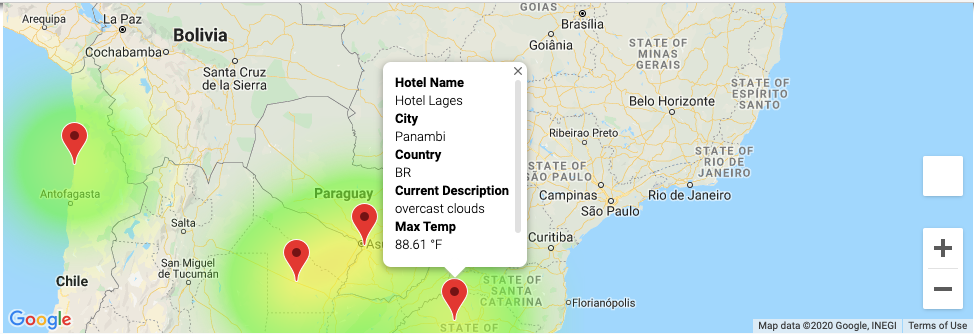 GOIAS
Arequipa
La Paz
Bolivia
Brasília
Cochabamba
Goiânia
STATE OF
MINAS
GERAIS
Santa Cruz
de la Sierra
Hotel Name
Hotel Lages
City
Panambi
Country
BR
Current Description
overcast clouds
Max Temp
88.61 °F
STATE OF
ESPÍRITO
SANTO
Belo Horizonte
Ribeirao Preto
STATE OF
RIO DE
JANEIRO
STATE OF
SÃO PAULO
Antofagasta
Paraguay
Campinas
Rio de Janeiro
São Paulo
Salta
Asu
Curitiba
San Miguel
de Tucumán
Chile
STATE OF
SANTA
CATARINA
Florianópolis
STATE OF
Google
Map data ©2020 Google, INEGI
Terms of Use